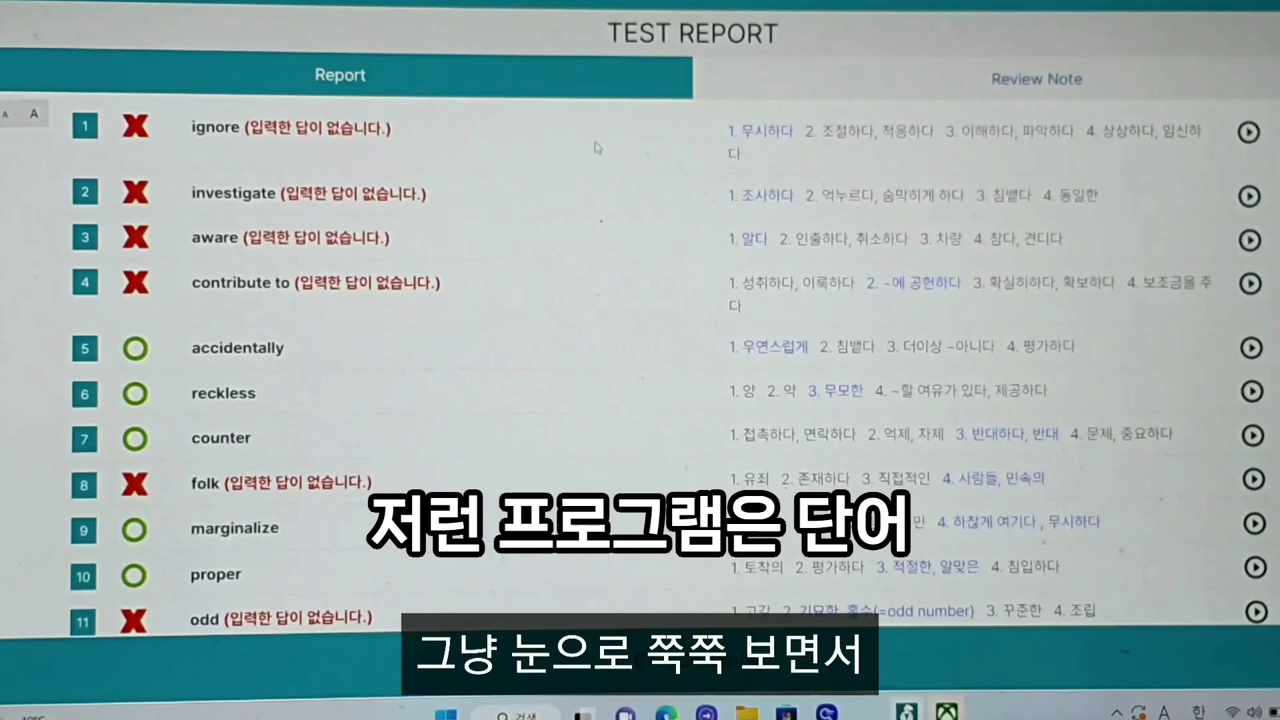 TEST REPORT
Report
Review Note
A A
1 ignore (입력한 답이 없습니다.) 1. 무시하다 2. 조절하다, 적응하다 3. 이해하다, 파악하다 4. 상상하다, 임신하
다
2 investigate (입력한 답이 없습니다.) 1. 조사하다 2. 억누르다, 숨막히게 하다 3. 침뱉다 4. 동일한
3 aware (입력한 답이 없습니다.) 1. 알다 2. 인출하다, 취소하다 3. 차량 4. 참다, 견디다
4 contribute to (입력한 답이 없습니다.) 1. 성취하다, 이룩하다 2. ~에 공헌하다 3. 확실히하다, 확보하다 4. 보조금을 주
다
5 accidentally 1. 우연스럽게 2. 침뱉다 3. 더이상 ~아니다 4. 평가하다
6 reckless 1. 양 2. 약 3. 무모한 4. ~할 여유가 있다, 제공하다
7 counter 1. 접촉하다, 연락하다 2. 억제, 자제 3. 반대하다, 반대 4. 문제, 중요하다
8 folk (입력한 답이 없습니다.) 1. 유죄 2. 존재하다 3. 직접적인 4. 사람들, 민속의
9 marginalize 민 4. 하찮게 여기다, 무시하다
저런 프로그램은 단어
10 proper 1. 토착의 2. 평가하다 3. 적절한, 알맞은 4. 침입하다
11 odd (입력한 답이 없습니다.) 1. 고갈 2. 기묘한, 홀수(=odd number) 3. 꾸준한 4. 조립
그냥 눈으로 쭉쭉 보면서
검색
A 한